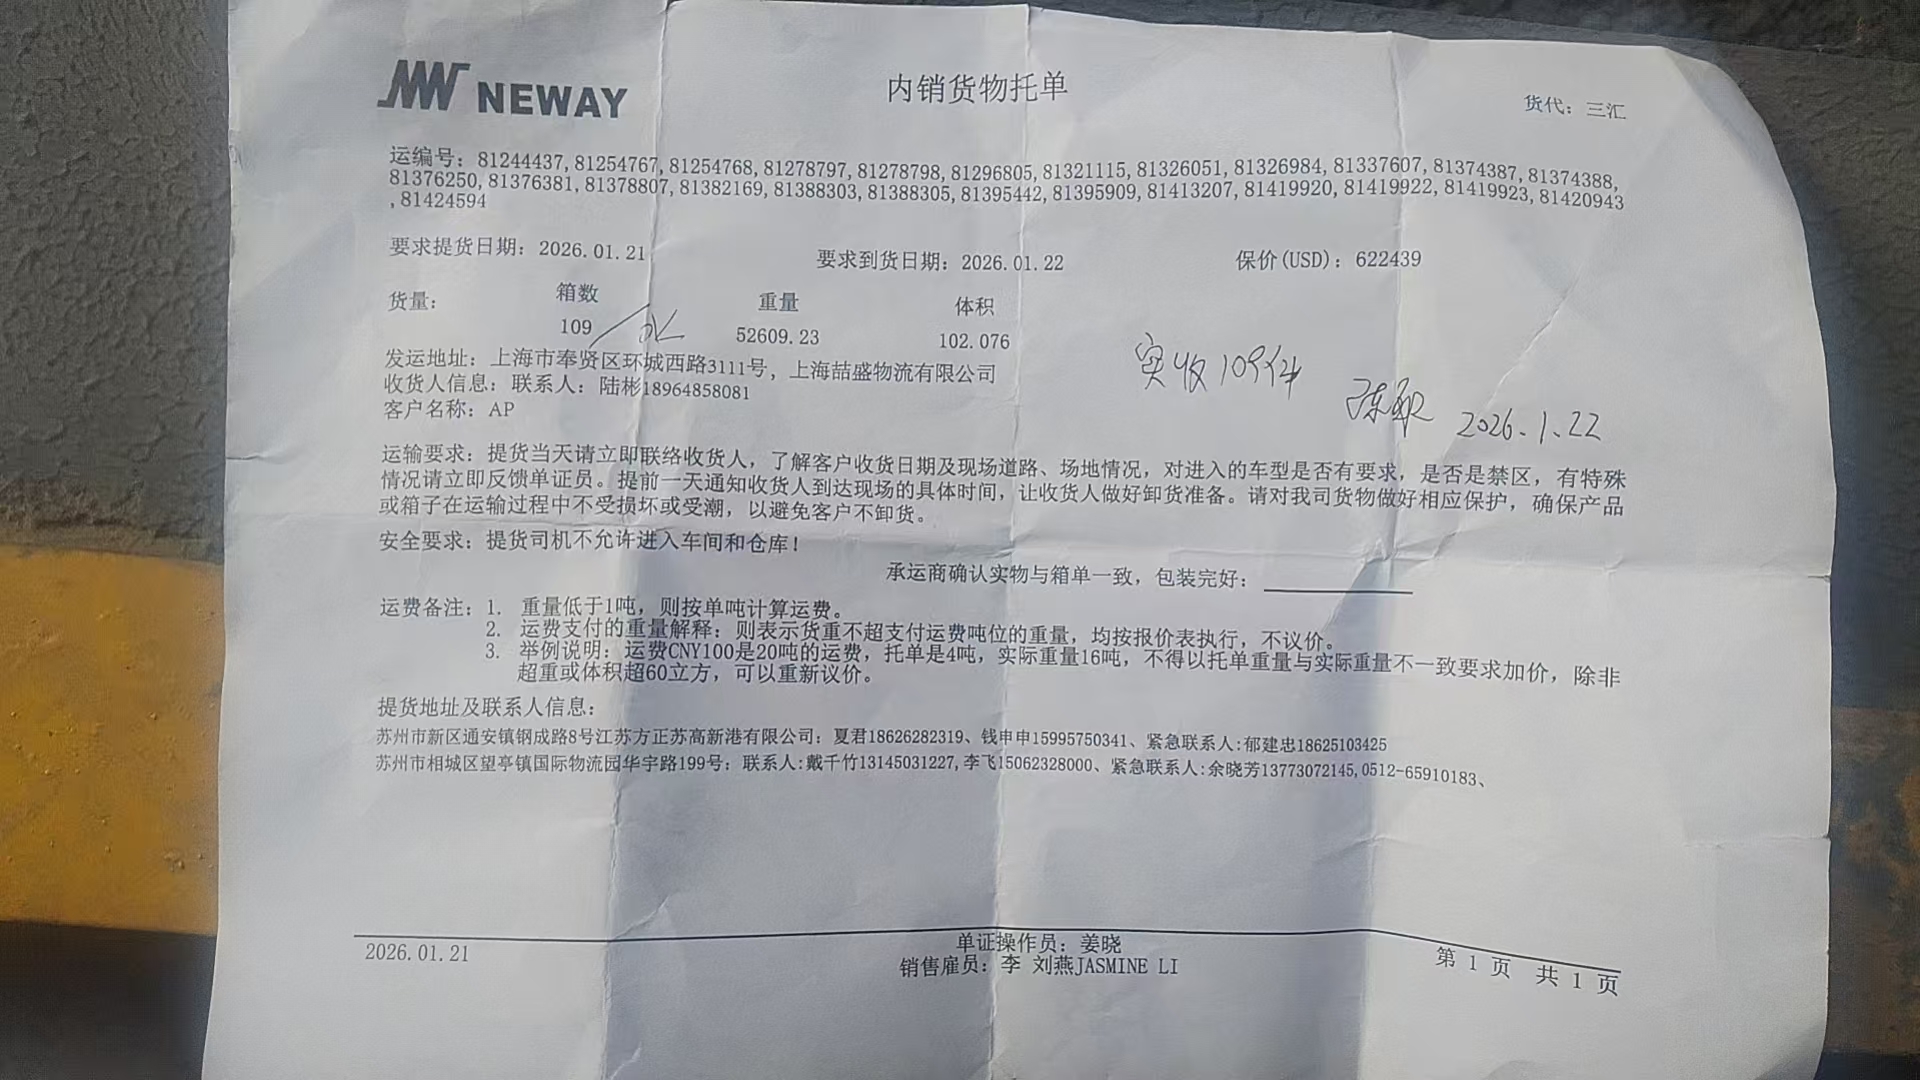 NEWAY
内销货物托单
货代：三汇
运编号：81244437,81254767,81254768,81278797,81278798,81296805,81321115,81326051,81326984,81337607,81374387,81374388,
81376250,81376381,81378807,81382169,81388303,81388305,81395442,81395909,81413207,81419920,81419922,81419923,81420943
,81424594
要求提货日期：2026.01.21 要求到货日期：2026.01.22 保价(USD)：622439
货量： 箱数 重量 体积
109 52609.23 102.076
实收109件
发运地址：上海市奉贤区环城西路3111号，上海喆盛物流有限公司
收货人信息：联系人：陆彬18964858081
客户名称：AP
2026.1.22
运输要求：提货当天请立即联络收货人，了解客户收货日期及现场道路、场地情况，对进入的车型是否有要求，是否是禁区，有特殊
情况请立即反馈单证员。提前一天通知收货人到达现场的具体时间，让收货人做好卸货准备。请对我司货物做好相应保护，确保产品
或箱子在运输过程中不受损坏或受潮，以避免客户不卸货。
安全要求：提货司机不允许进入车间和仓库！
承运商确认实物与箱单一致，包装完好：
运费备注：1. 重量低于1吨，则按单吨计算运费。
2. 运费支付的重量解释：则表示货重不超支付运费吨位的重量，均按报价表执行，不议价。
3. 举例说明：运费CNY100是20吨的运费，托单是4吨，实际重量16吨，不得以托单重量与实际重量不一致要求加价，除非
超重或体积超60立方，可以重新议价。
提货地址及联系人信息：
苏州市新区通安镇钢成路8号江苏方正苏高新港有限公司：夏君18626282319、钱申申15995750341、紧急联系人:郁建忠18625103425
苏州市相城区望亭镇国际物流园华宇路199号：联系人:戴千竹13145031227,李飞15062328000、紧急联系人:余晓芳13773072145,0512-65910183、
2026.01.21
单证操作员：姜晓
销售雇员：李 刘燕JASMINE LI
第 1 页 共 1 页